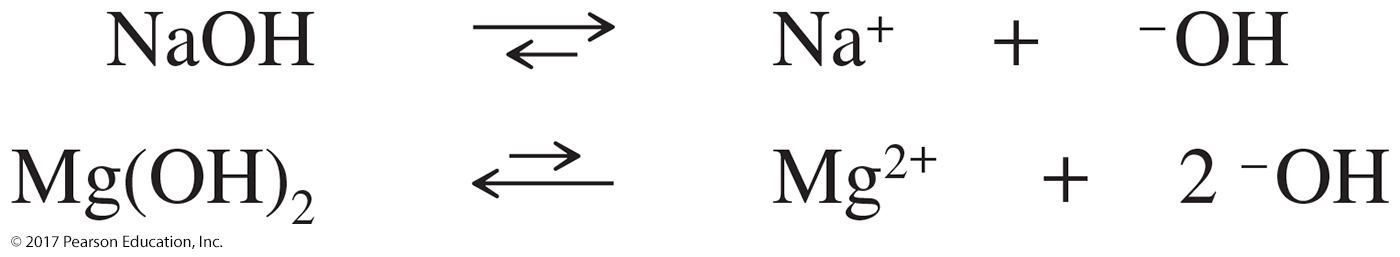 NaOH ⇄ Na⁺ + ⁻OH
Mg(OH)₂ ⇄ Mg²⁺ + 2 ⁻OH
© 2017 Pearson Education, Inc.